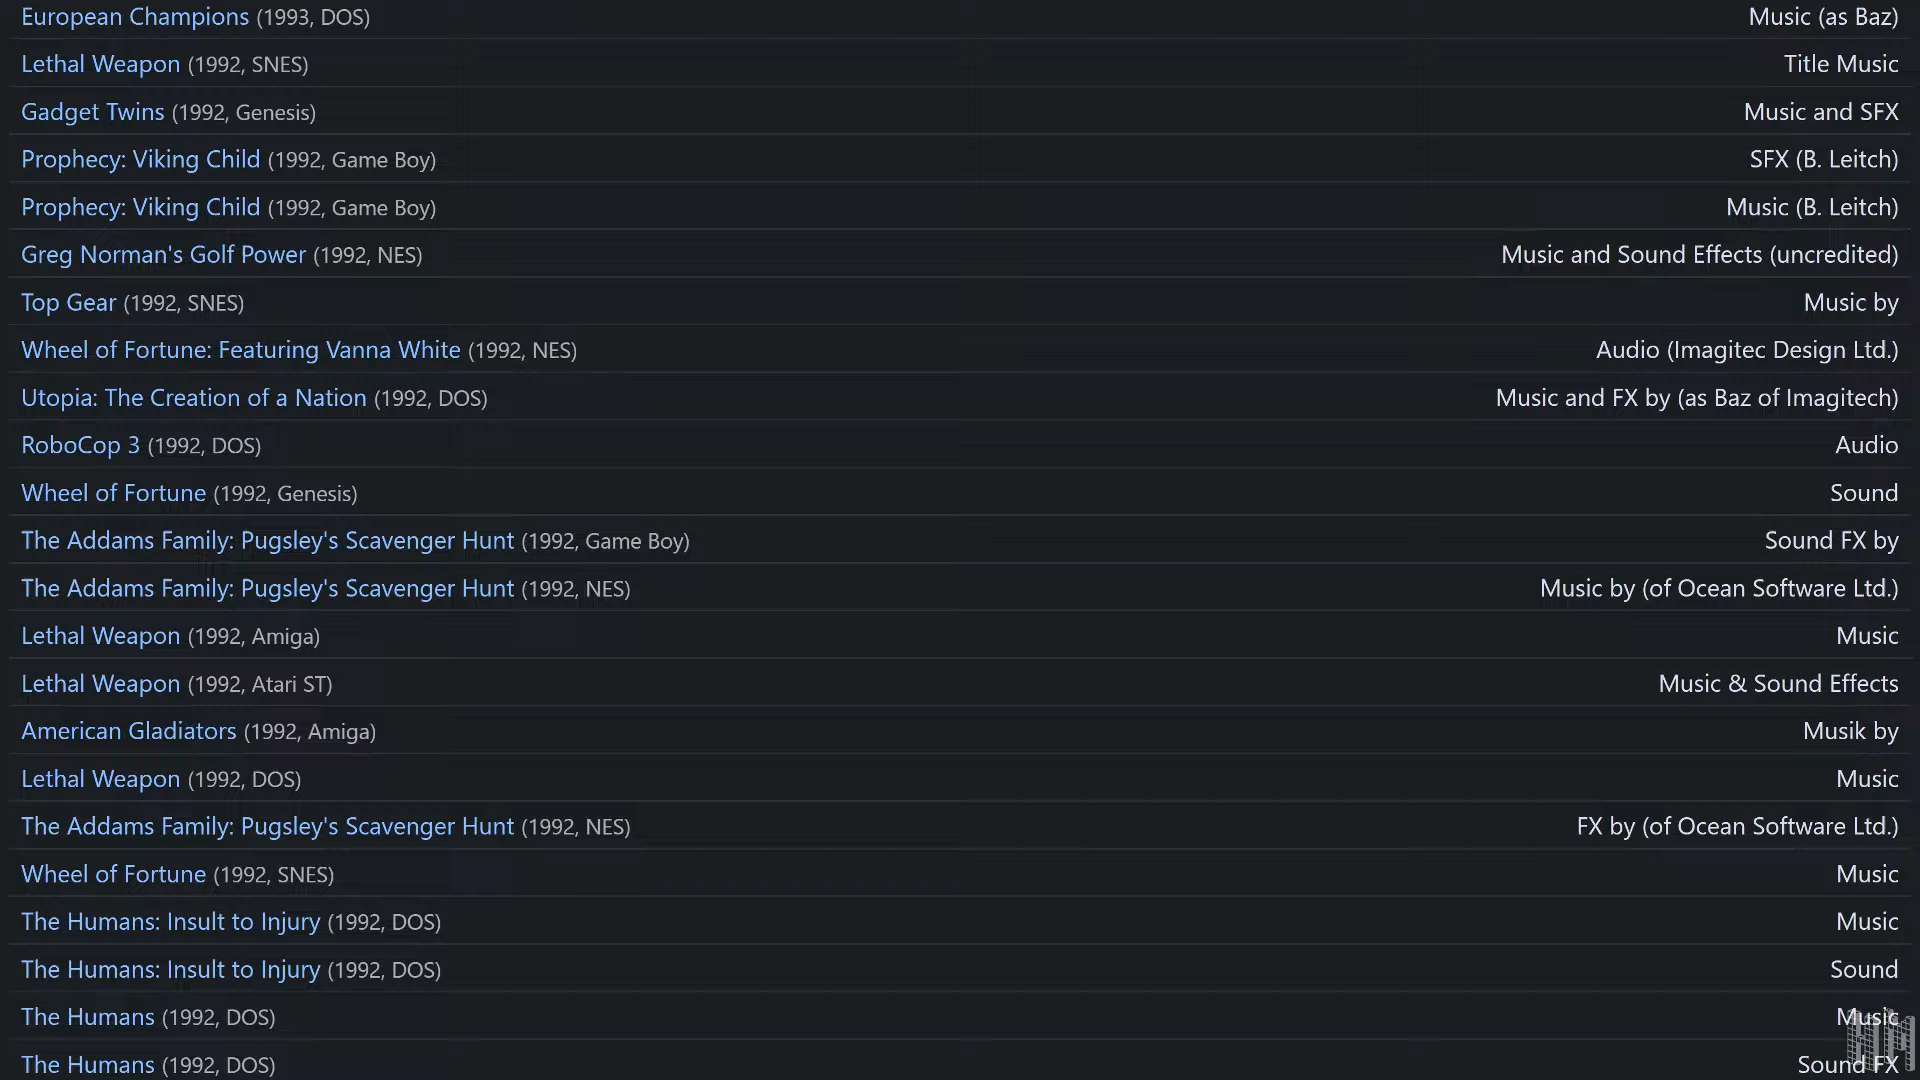 European Champions (1993, DOS) Music (as Baz)
Lethal Weapon (1992, SNES) Title Music
Gadget Twins (1992, Genesis) Music and SFX
Prophecy: Viking Child (1992, Game Boy) SFX (B. Leitch)
Prophecy: Viking Child (1992, Game Boy) Music (B. Leitch)
Greg Norman's Golf Power (1992, NES) Music and Sound Effects (uncredited)
Top Gear (1992, SNES) Music by
Wheel of Fortune: Featuring Vanna White (1992, NES) Audio (Imagitec Design Ltd.)
Utopia: The Creation of a Nation (1992, DOS) Music and FX by (as Baz of Imagitech)
RoboCop 3 (1992, DOS) Audio
Wheel of Fortune (1992, Genesis) Sound
The Addams Family: Pugsley's Scavenger Hunt (1992, Game Boy) Sound FX by
The Addams Family: Pugsley's Scavenger Hunt (1992, NES) Music by (of Ocean Software Ltd.)
Lethal Weapon (1992, Amiga) Music
Lethal Weapon (1992, Atari ST) Music & Sound Effects
American Gladiators (1992, Amiga) Musik by
Lethal Weapon (1992, DOS) Music
The Addams Family: Pugsley's Scavenger Hunt (1992, NES) FX by (of Ocean Software Ltd.)
Wheel of Fortune (1992, SNES) Music
The Humans: Insult to Injury (1992, DOS) Music
The Humans: Insult to Injury (1992, DOS) Sound
The Humans (1992, DOS) Music
The Humans (1992, DOS) Sound FX